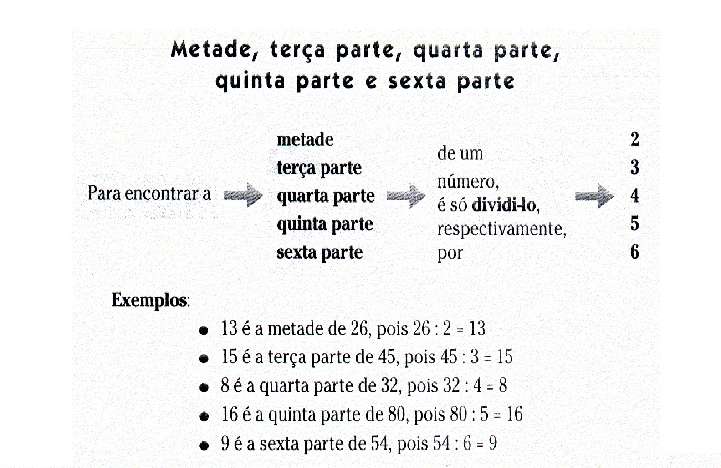 Metade, terça parte, quarta parte,
quinta parte e sexta parte
Para encontrar a
metade
terça parte
quarta parte
quinta parte
sexta parte
de um
número,
é só dividi-lo,
respectivamente,
por
2
3
4
5
6
Exemplos:
• 13 é a metade de 26, pois 26 : 2 = 13
• 15 é a terça parte de 45, pois 45 : 3 = 15
• 8 é a quarta parte de 32, pois 32 : 4 = 8
• 16 é a quinta parte de 80, pois 80 : 5 = 16
• 9 é a sexta parte de 54, pois 54 : 6 = 9